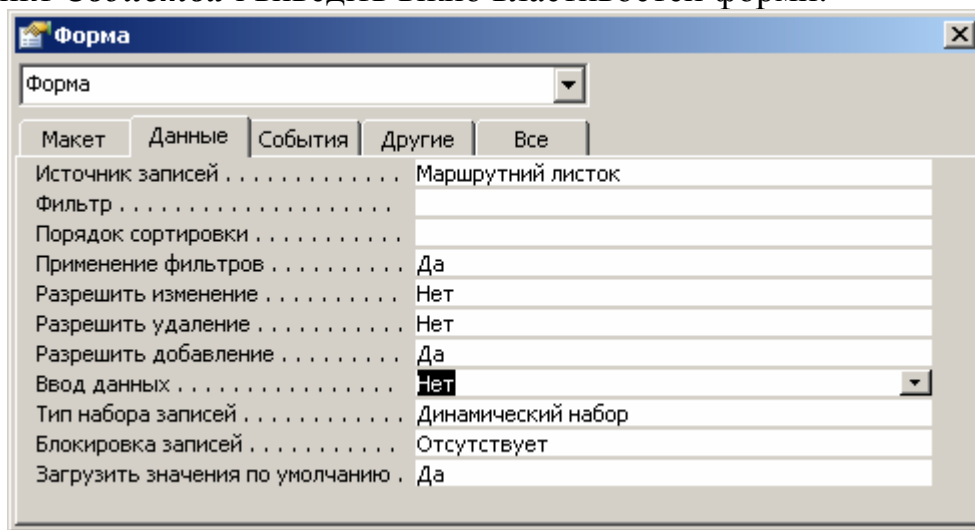 Форма
Форма
Макет Данные События Другие Все
Источник записей . . . . . . . . . . . . . Маршрутний листок
Фильтр . . . . . . . . . . . . . . . . . . . .
Порядок сортировки . . . . . . . . . . .
Применение фильтров . . . . . . . . . . Да
Разрешить изменение . . . . . . . . . . Нет
Разрешить удаление . . . . . . . . . . . Нет
Разрешить добавление . . . . . . . . . Да
Ввод данных . . . . . . . . . . . . . . . . Нет
Тип набора записей . . . . . . . . . . . . Динамический набор
Блокировка записей . . . . . . . . . . . Отсутствует
Загрузить значения по умолчанию . Да